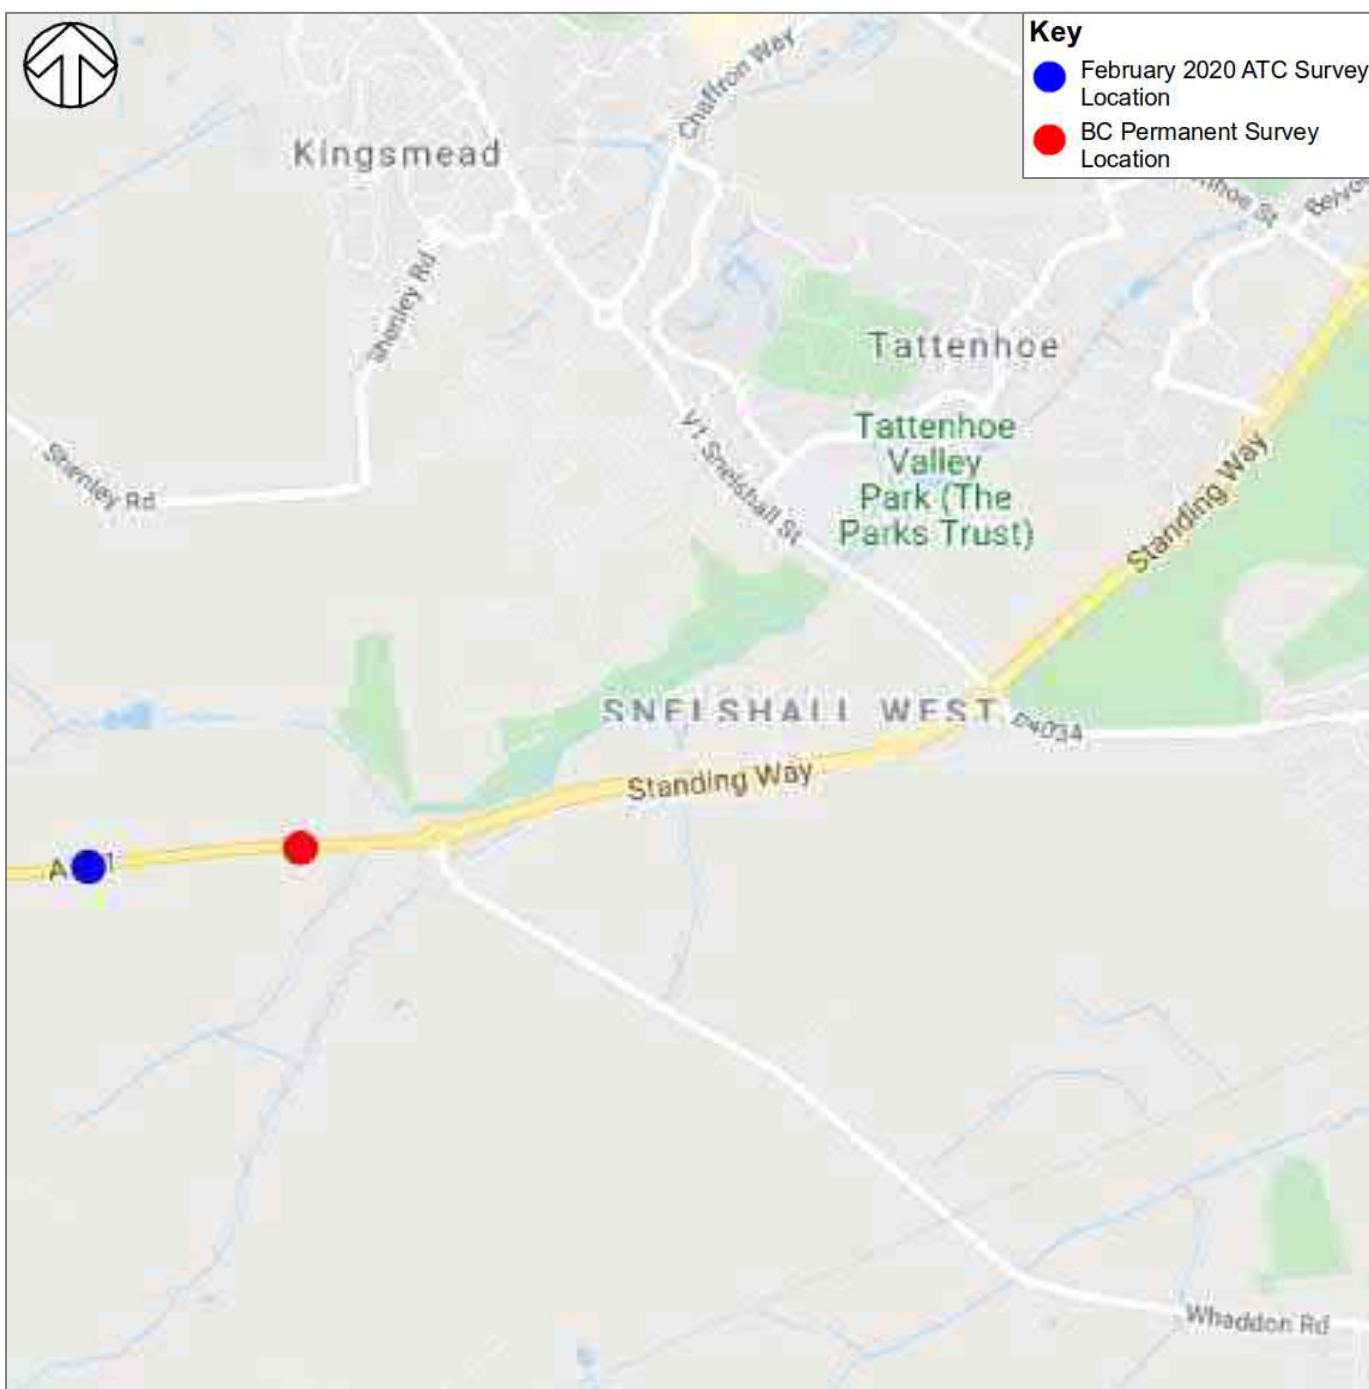 Key
February 2020 ATC Survey
Location
BC Permanent Survey
Location
Chaffron Way
Kingsmead
Shenley Rd
Tattenhoe
Tattenhoe
Valley
Park (The
Parks Trust)
V1 Snelshall St
Shenley Rd
Standing Way
SNELSHALL WEST
B4034
Standing Way
A
1
Whaddon Rd